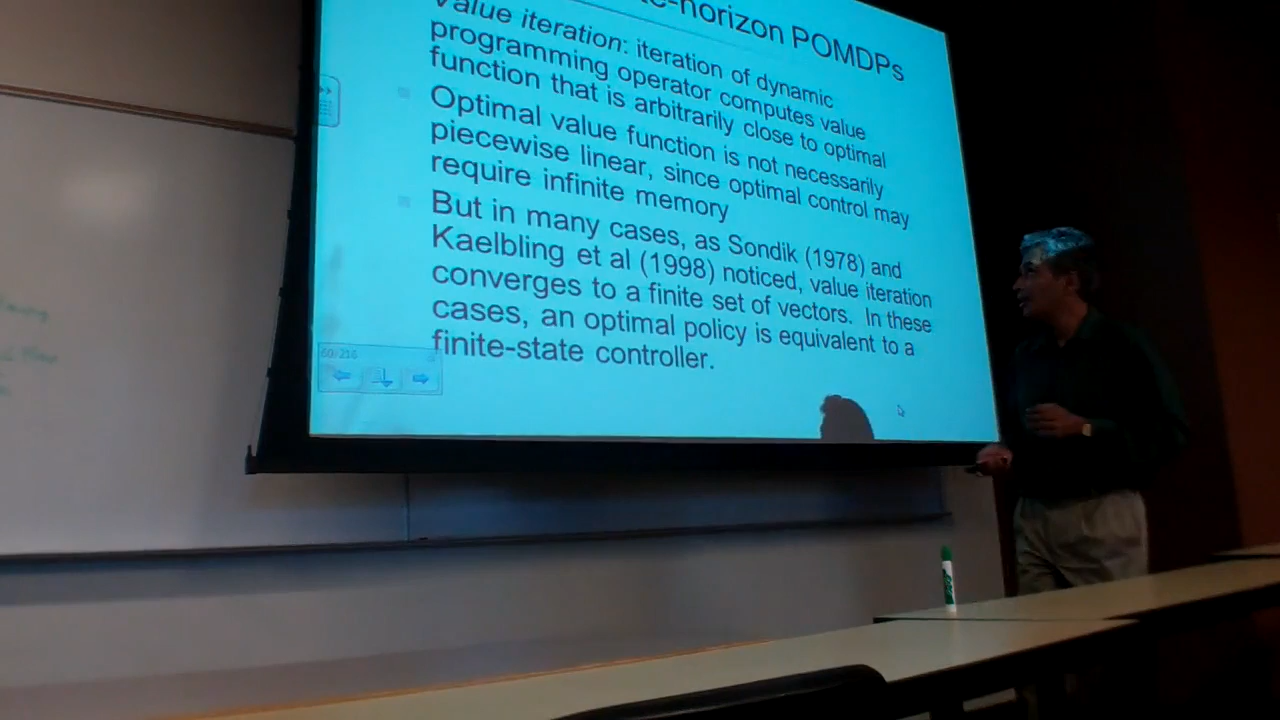 -horizon POMDPs
Value iteration: iteration of dynamic
programming operator computes value
function that is arbitrarily close to optimal
Optimal value function is not necessarily
piecewise linear, since optimal control may
require infinite memory
But in many cases, as Sondik (1978) and
Kaelbling et al (1998) noticed, value iteration
converges to a finite set of vectors. In these
cases, an optimal policy is equivalent to a
finite-state controller.
60/216